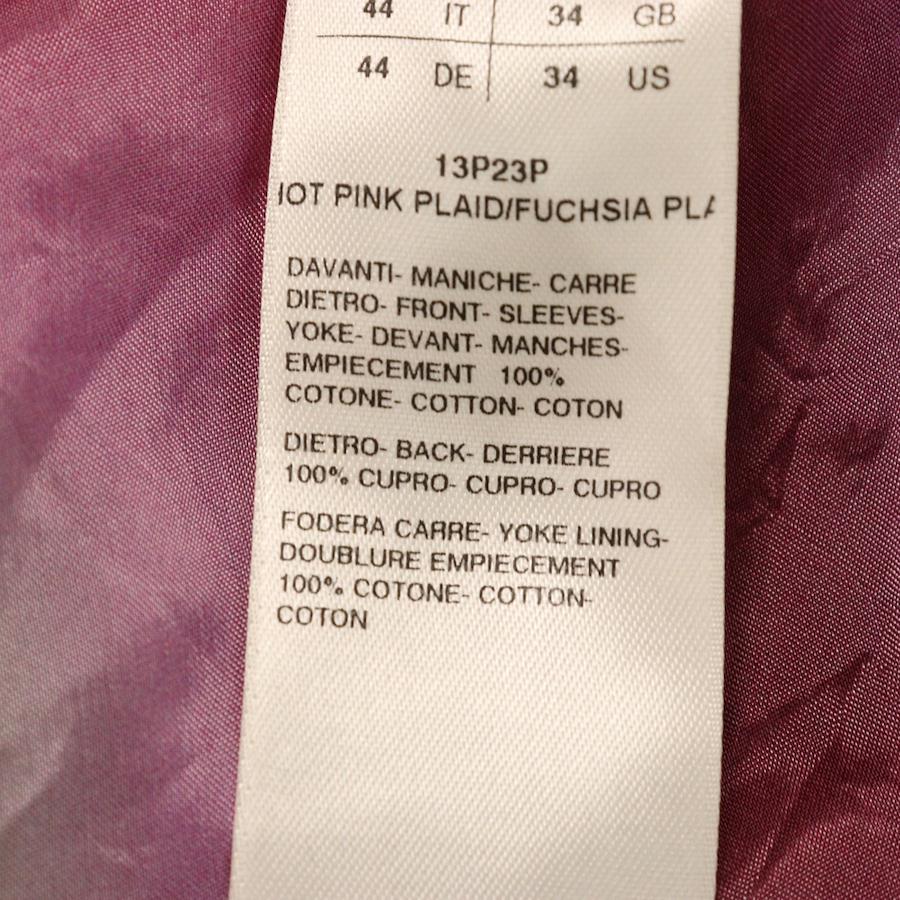 44 IT 34 GB
44 DE 34 US
13P23P
PINK PLAID/FUCHSIA
DAVANTI- MANICHE- CARRE
DIETRO- FRONT- SLEEVES-
YOKE- DEVANT- MANCHES-
EMPIECEMENT 100%
COTONE- COTTON- COTON
DIETRO- BACK- DERRIERE
100% CUPRO- CUPRO- CUPRO
FODERA CARRE- YOKE LINING-
DOUBLURE EMPIECEMENT
100% COTONE- COTTON-
COTON